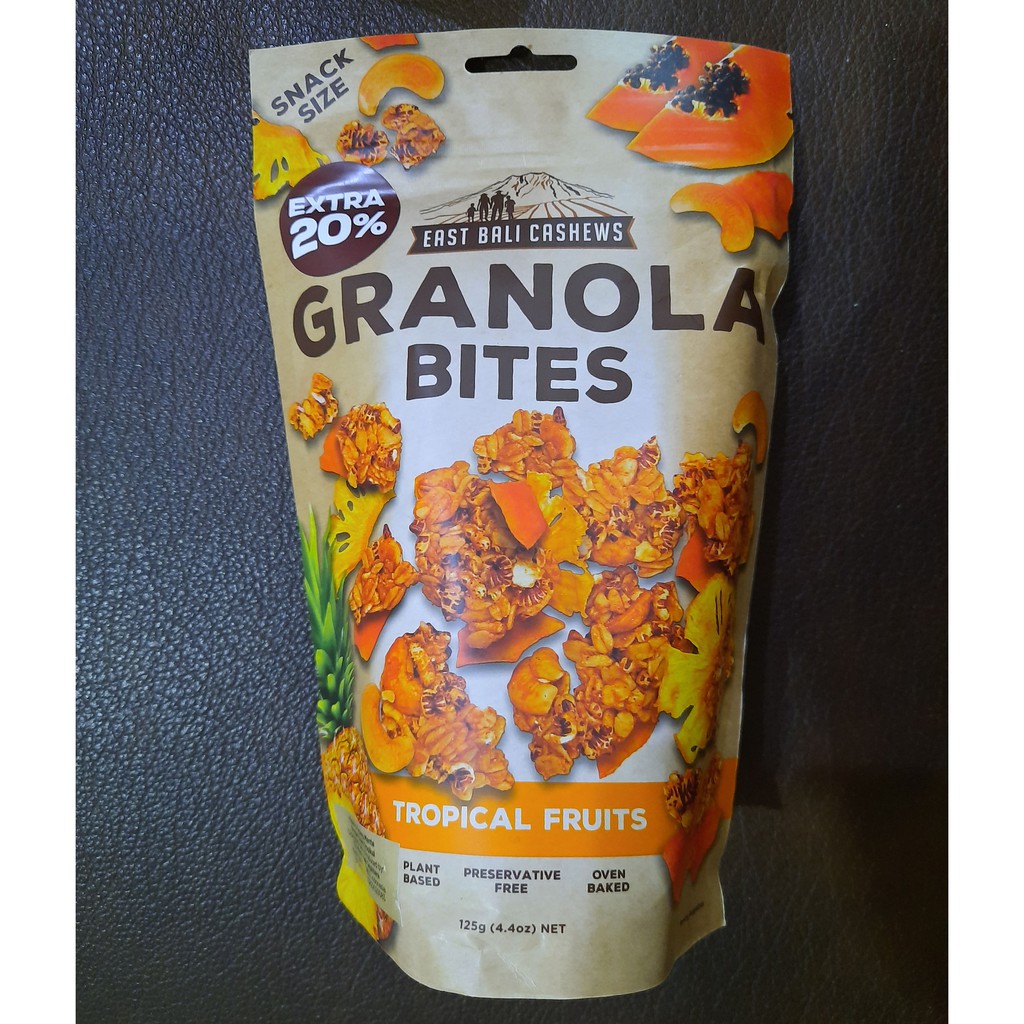 SNACK
SIZE
EXTRA
20%
EAST BALI CASHEWS
GRANOLA
BITES
TROPICAL FRUITS
PLANT
BASED
PRESERVATIVE
FREE
OVEN
BAKED
125g (4.4oz) NET